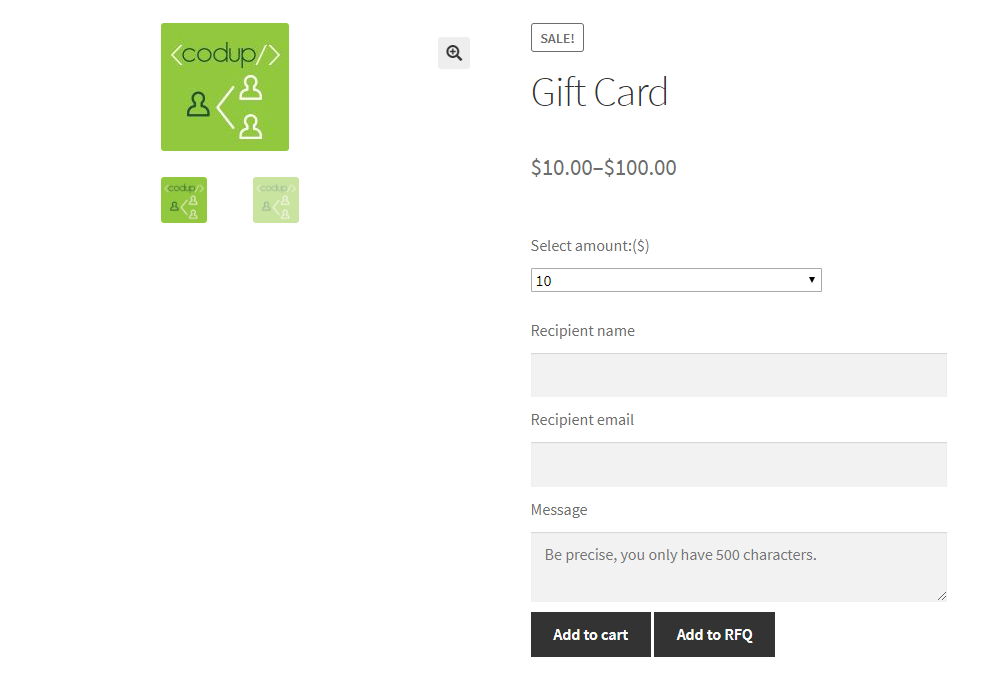 <codup/>
codup/>
codup/>
SALE!
Gift Card
$10.00–$100.00
Select amount:($)
10
Recipient name
Recipient email
Message
Be precise, you only have 500 characters.
Add to cart
Add to RFQ